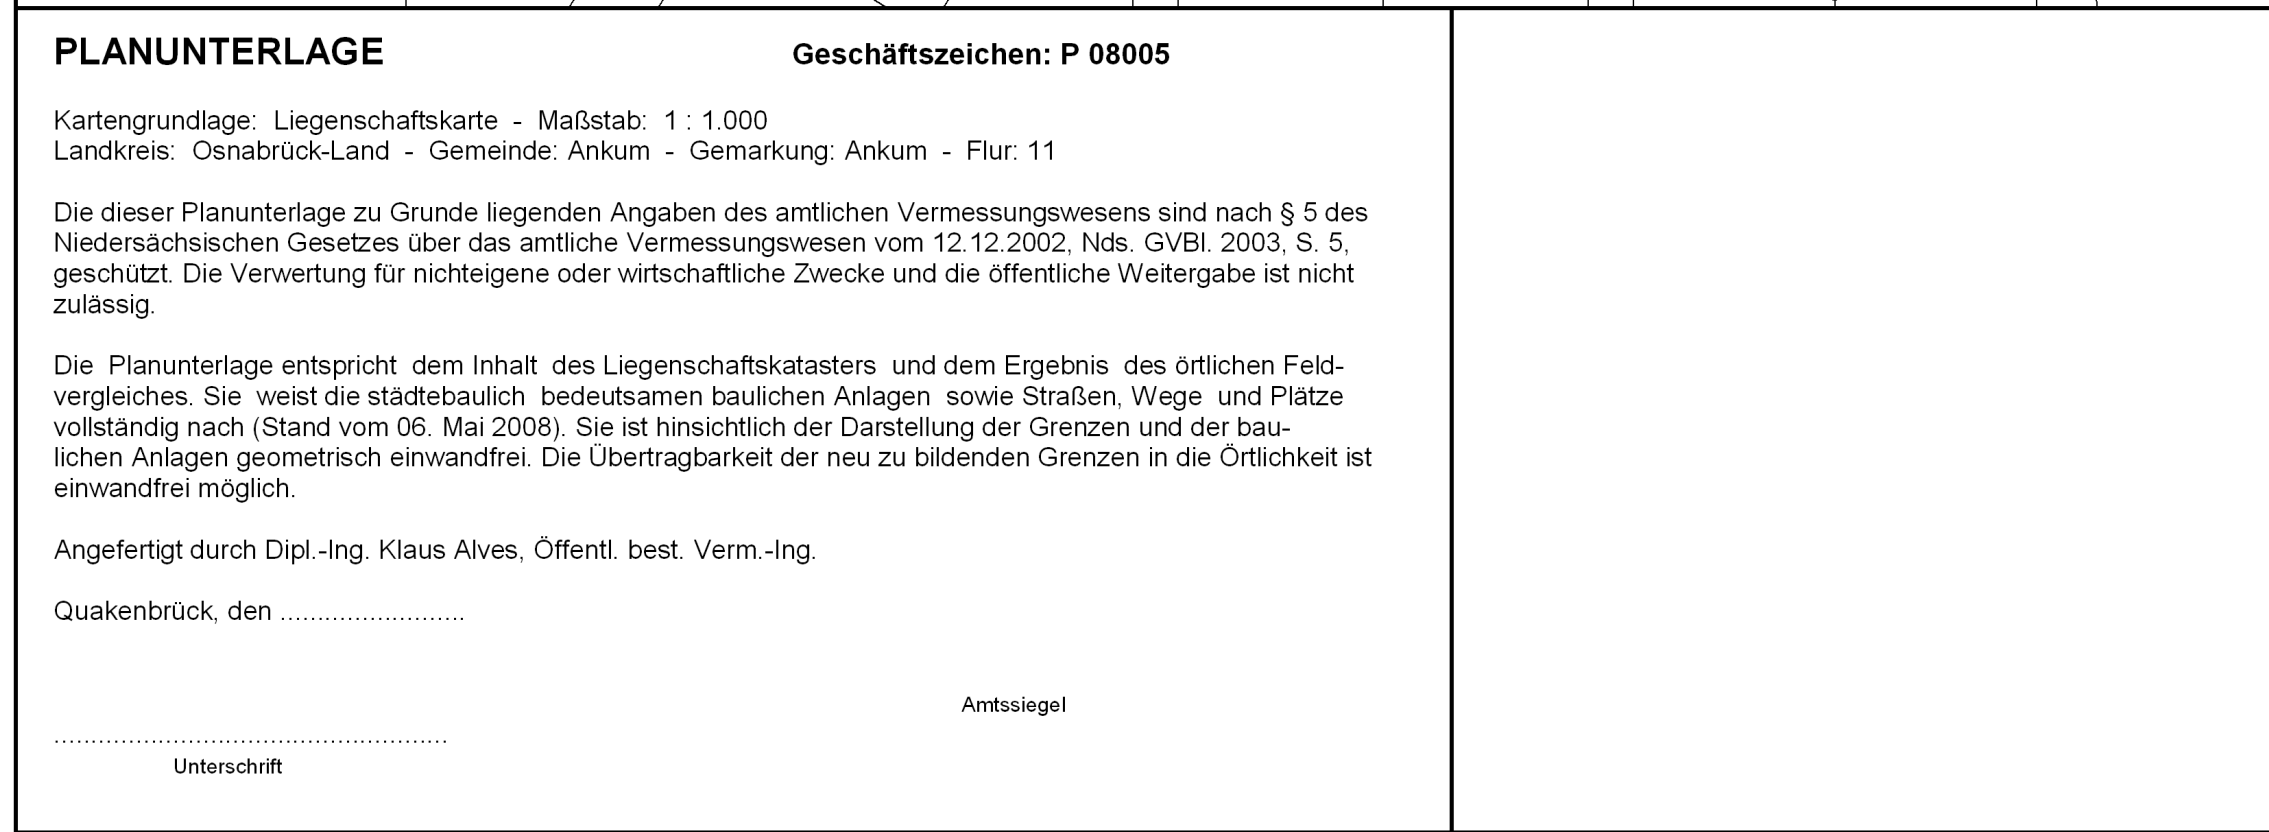 PLANUNTERLAGE Geschäftszeichen: P 08005
Kartengrundlage: Liegenschaftskarte - Maßstab: 1 : 1.000
Landkreis: Osnabrück-Land - Gemeinde: Ankum - Gemarkung: Ankum - Flur: 11
Die dieser Planunterlage zu Grunde liegenden Angaben des amtlichen Vermessungswesens sind nach § 5 des
Niedersächsischen Gesetzes über das amtliche Vermessungswesen vom 12.12.2002, Nds. GVBl. 2003, S. 5,
geschützt. Die Verwertung für nichteigene oder wirtschaftliche Zwecke und die öffentliche Weitergabe ist nicht
zulässig.
Die Planunterlage entspricht dem Inhalt des Liegenschaftskatasters und dem Ergebnis des örtlichen Feld-
vergleiches. Sie weist die städtebaulich bedeutsamen baulichen Anlagen sowie Straßen, Wege und Plätze
vollständig nach (Stand vom 06. Mai 2008). Sie ist hinsichtlich der Darstellung der Grenzen und der bau-
lichen Anlagen geometrisch einwandfrei. Die Übertragbarkeit der neu zu bildenden Grenzen in die Örtlichkeit ist
einwandfrei möglich.
Angefertigt durch Dipl.-Ing. Klaus Alves, Öffentl. best. Verm.-Ing.
Quakenbrück, den .........................
Amtssiegel
.....................................................
Unterschrift